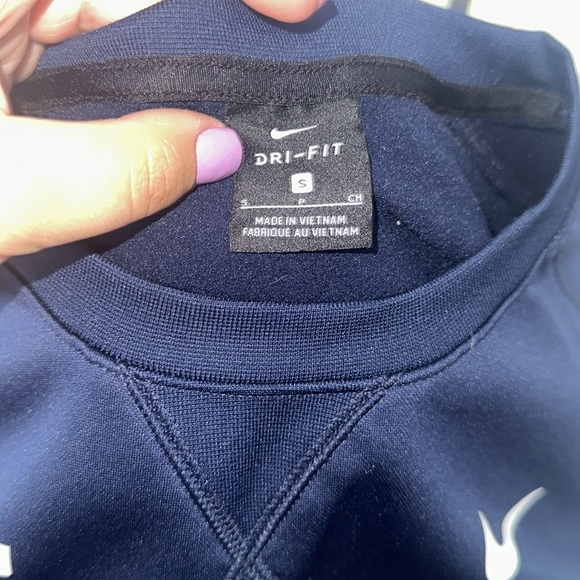 DRI-FIT
S
S P CH
MADE IN VIETNAM
FABRIQUE AU VIETNAM